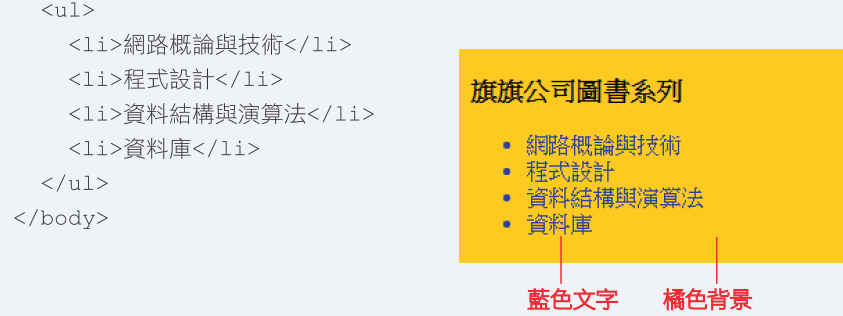 <ul>
<li>網路概論與技術</li>
<li>程式設計</li>
<li>資料結構與演算法</li>
<li>資料庫</li>
</ul>
</body>
旗旗公司圖書系列
• 網路概論與技術
• 程式設計
• 資料結構與演算法
• 資料庫
藍色文字
橘色背景